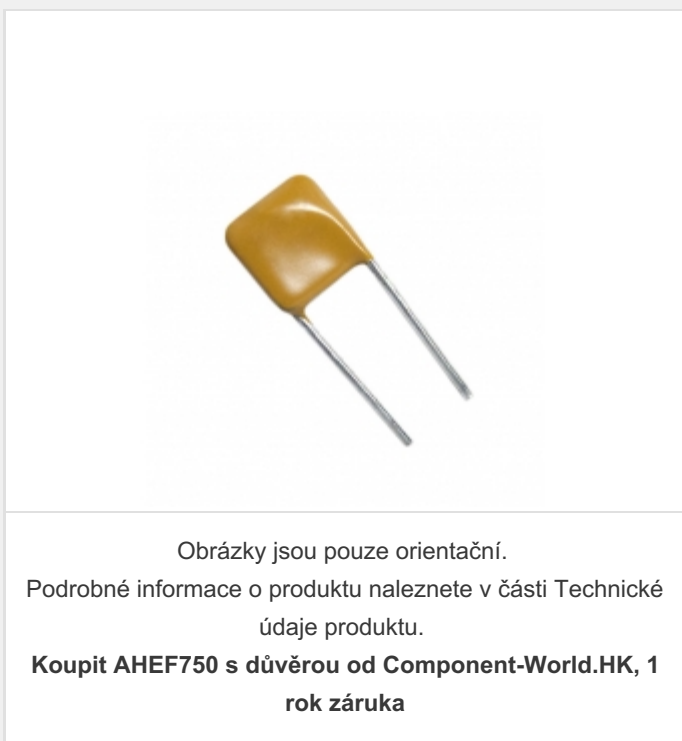 Obrázky jsou pouze orientační.
Podrobné informace o produktu naleznete v části Technické
údaje produktu.
Koupit AHEF750 s důvěrou od Component-World.HK, 1
rok záruka